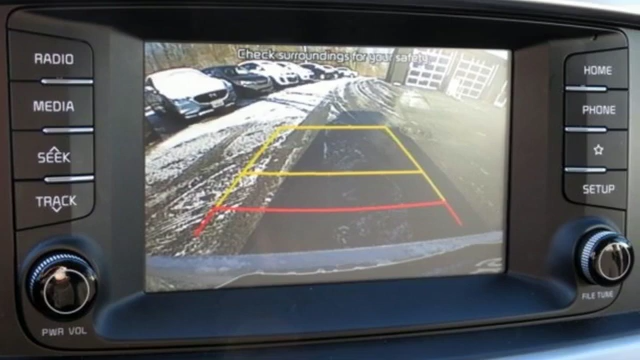 Check surroundings for your safety
RADIO
MEDIA
SEEK
TRACK
PWR VOL
HOME
PHONE
SETUP
FILE TUNE